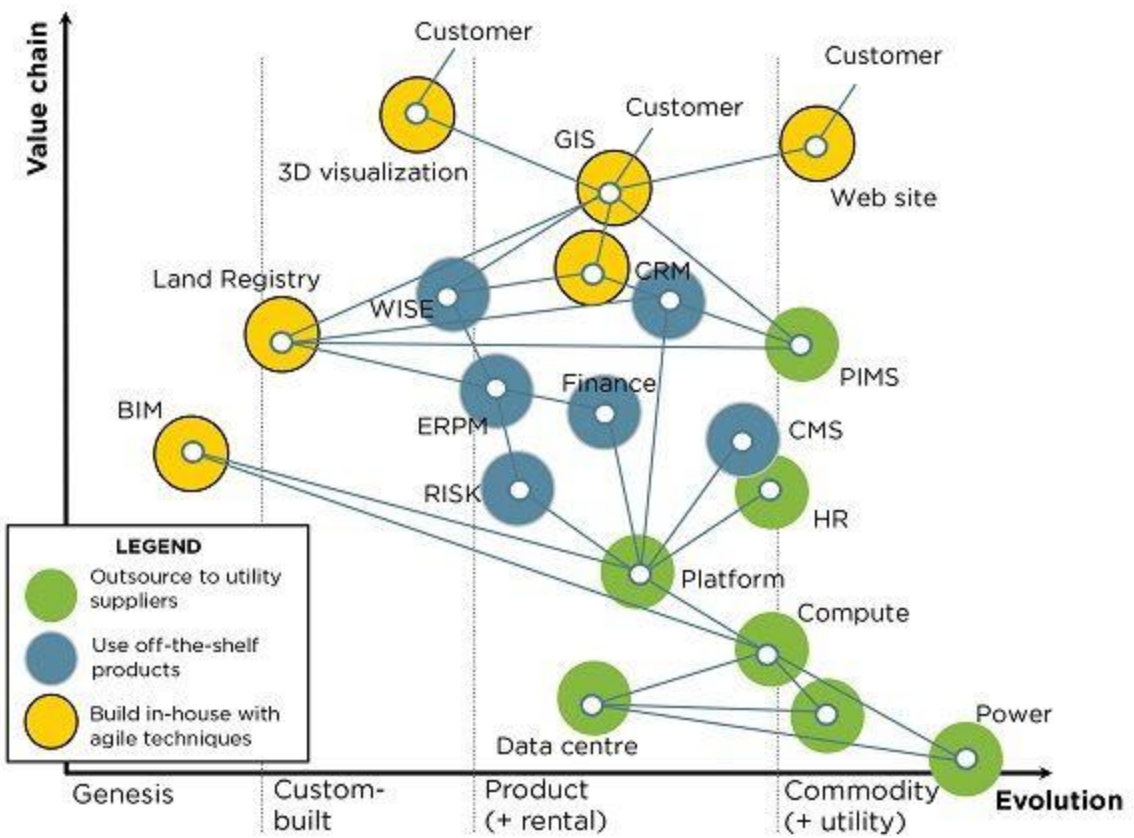 Value chain
Customer
Customer
Customer
GIS
3D visualization
Web site
Land Registry
CRM
WISE
PIMS
Finance
BIM
ERPM
CMS
RISK
HR
LEGEND
Outsource to utility
suppliers
Use off-the-shelf
products
Build in-house with
agile techniques
Platform
Compute
Power
Data centre
Genesis
Custom-
built
Product
(+ rental)
Commodity
(+ utility)
Evolution